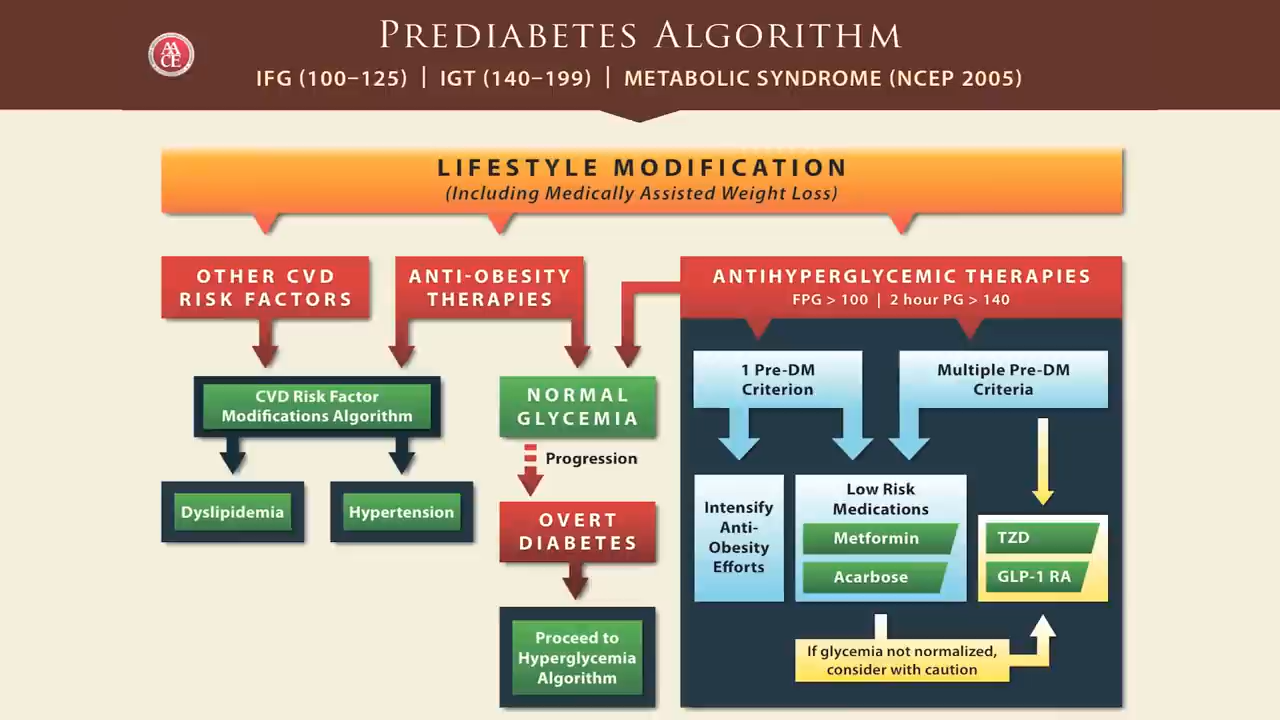 AACE
PREDIABETES ALGORITHM
IFG (100–125) | IGT (140–199) | METABOLIC SYNDROME (NCEP 2005)
LIFESTYLE MODIFICATION
(Including Medically Assisted Weight Loss)
OTHER CVD
RISK FACTORS
ANTI-OBESITY
THERAPIES
ANTIHYPERGLYCEMIC THERAPIES
FPG > 100 | 2 hour PG > 140
CVD Risk Factor
Modifications Algorithm
Dyslipidemia
Hypertension
NORMAL
GLYCEMIA
Progression
OVERT
DIABETES
Proceed to
Hyperglycemia
Algorithm
1 Pre-DM
Criterion
Multiple Pre-DM
Criteria
Intensify
Anti-
Obesity
Efforts
Low Risk
Medications
Metformin
Acarbose
TZD
GLP-1 RA
If glycemia not normalized,
consider with caution